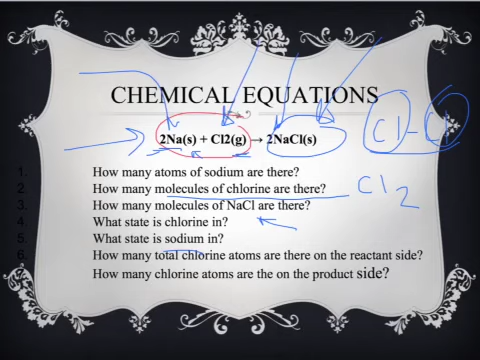 CHEMICAL EQUATIONS
2Na(s) + Cl2(g) → 2NaCl(s)
Cl - Cl
1. How many atoms of sodium are there?
2. How many molecules of chlorine are there?
Cl2
3. How many molecules of NaCl are there?
4. What state is chlorine in?
5. What state is sodium in?
6. How many total chlorine atoms are there on the reactant side?
How many chlorine atoms are the on the product side?